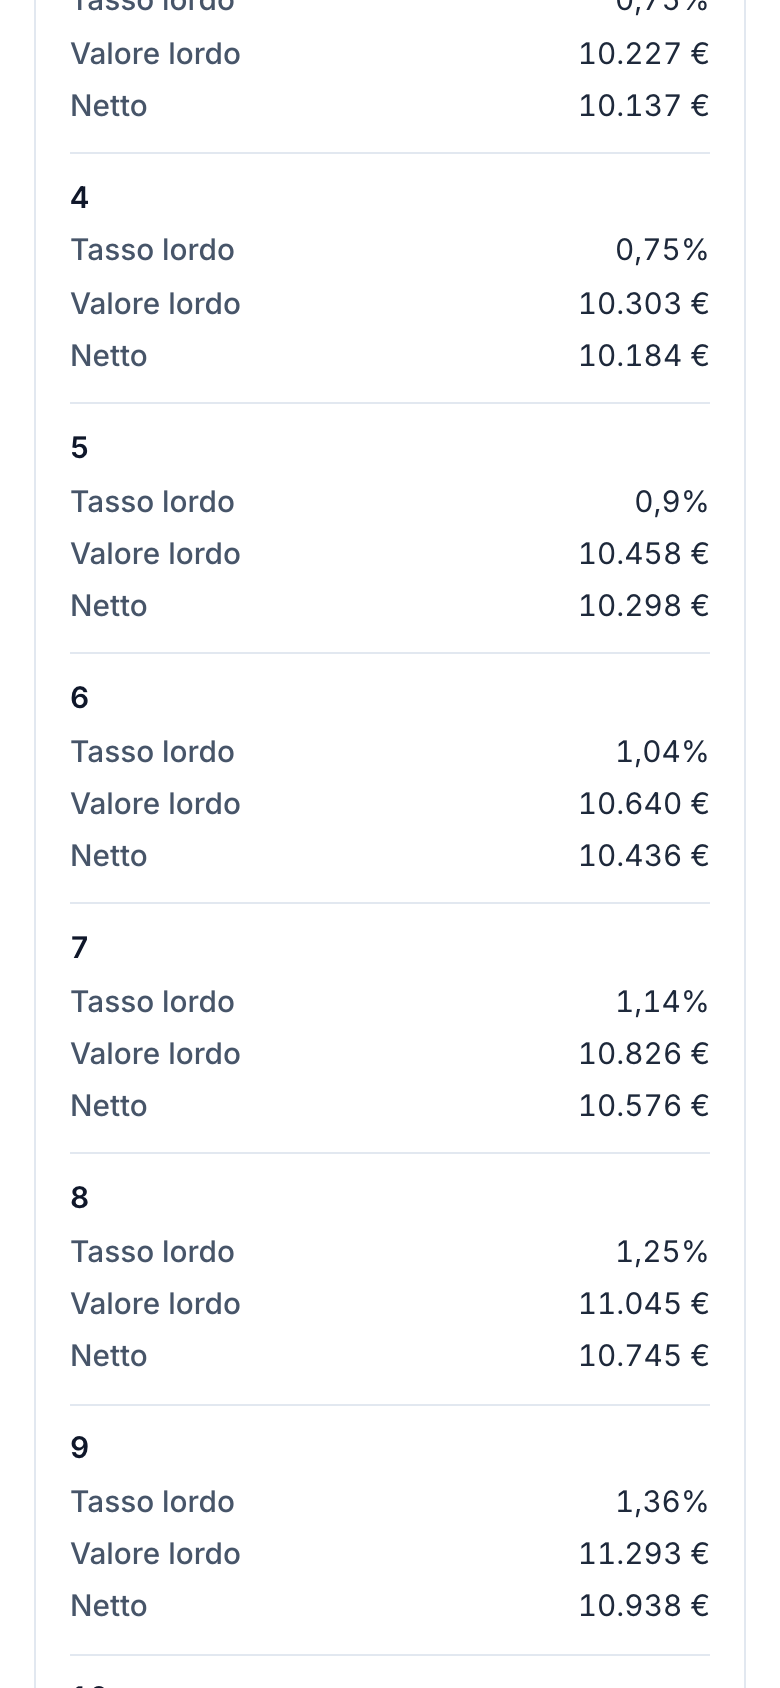 Tasso lordo 0,75%
Valore lordo 10.227 €
Netto 10.137 €
4
Tasso lordo 0,75%
Valore lordo 10.303 €
Netto 10.184 €
5
Tasso lordo 0,9%
Valore lordo 10.458 €
Netto 10.298 €
6
Tasso lordo 1,04%
Valore lordo 10.640 €
Netto 10.436 €
7
Tasso lordo 1,14%
Valore lordo 10.826 €
Netto 10.576 €
8
Tasso lordo 1,25%
Valore lordo 11.045 €
Netto 10.745 €
9
Tasso lordo 1,36%
Valore lordo 11.293 €
Netto 10.938 €